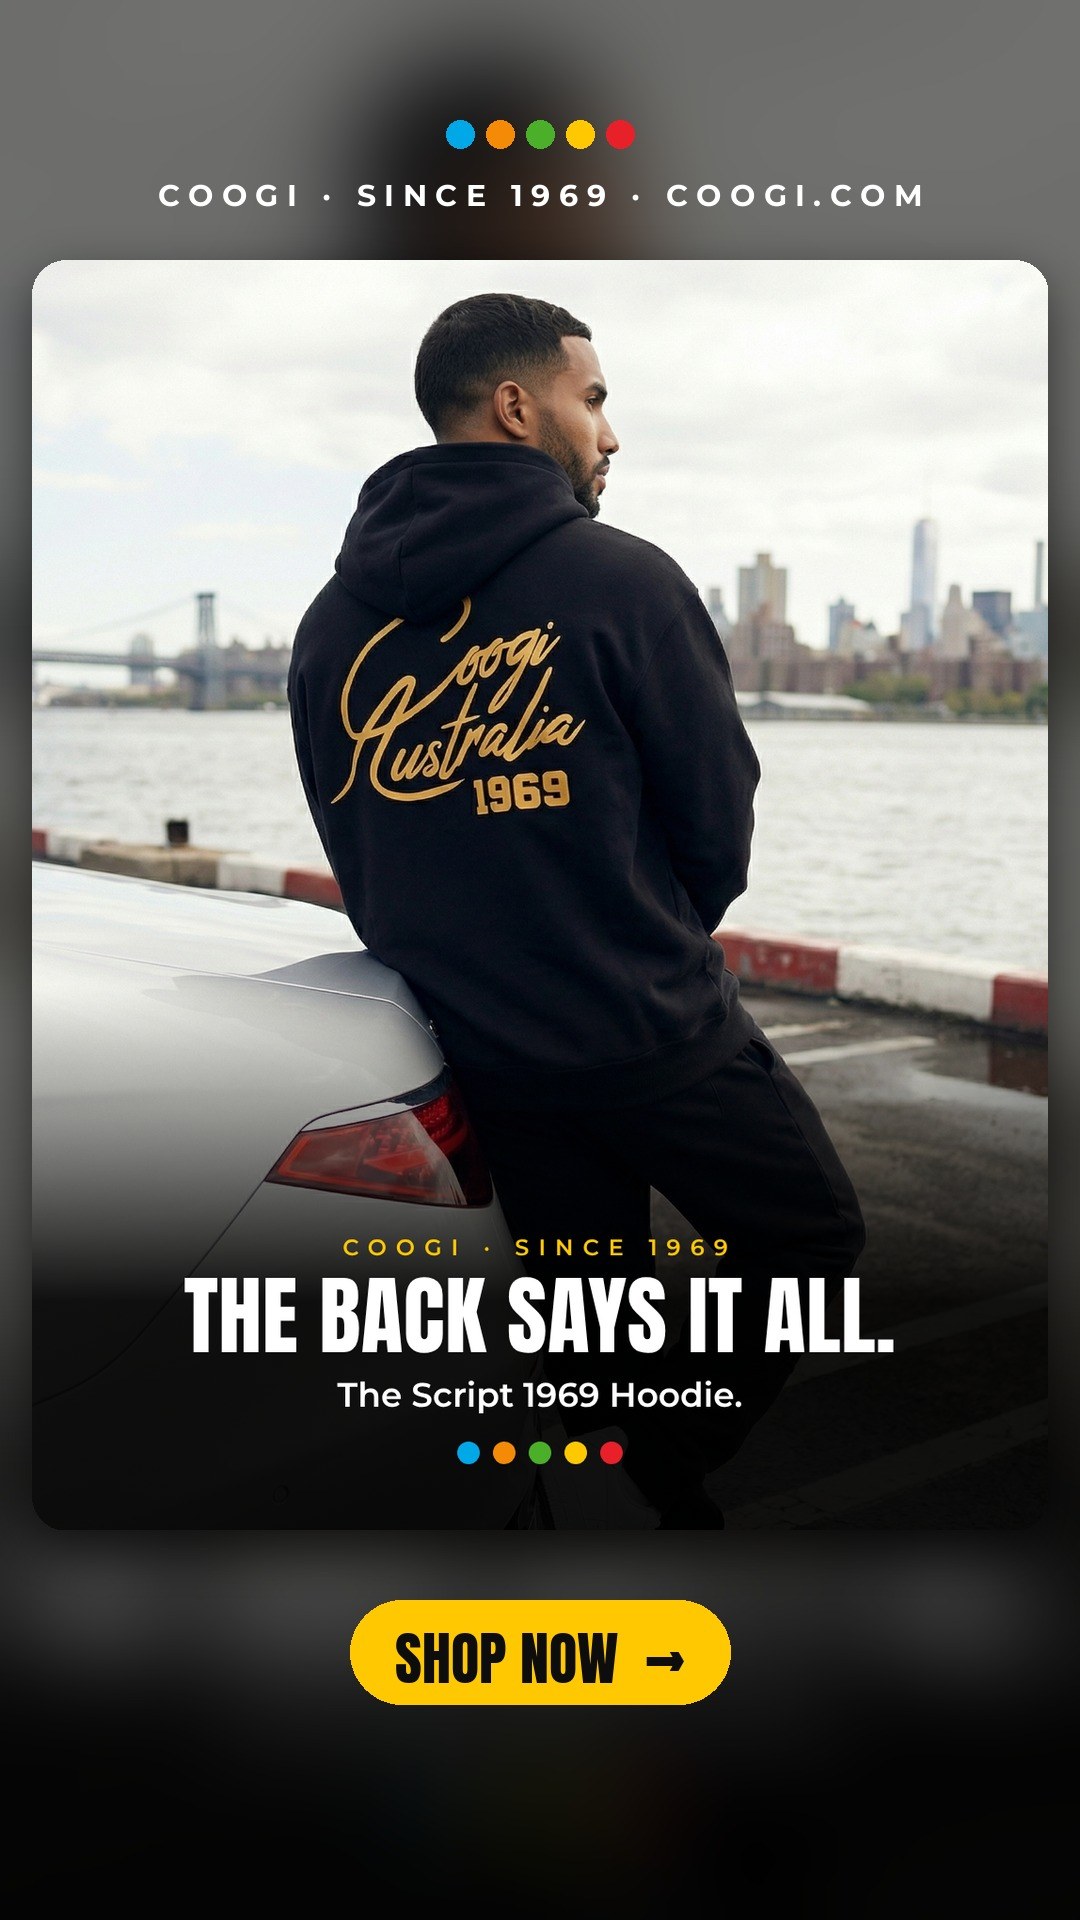 COOGI · SINCE 1969 · COOGI.COM
Coogi
Australia
1969
COOGI · SINCE 1969
THE BACK SAYS IT ALL.
The Script 1969 Hoodie.
SHOP NOW →